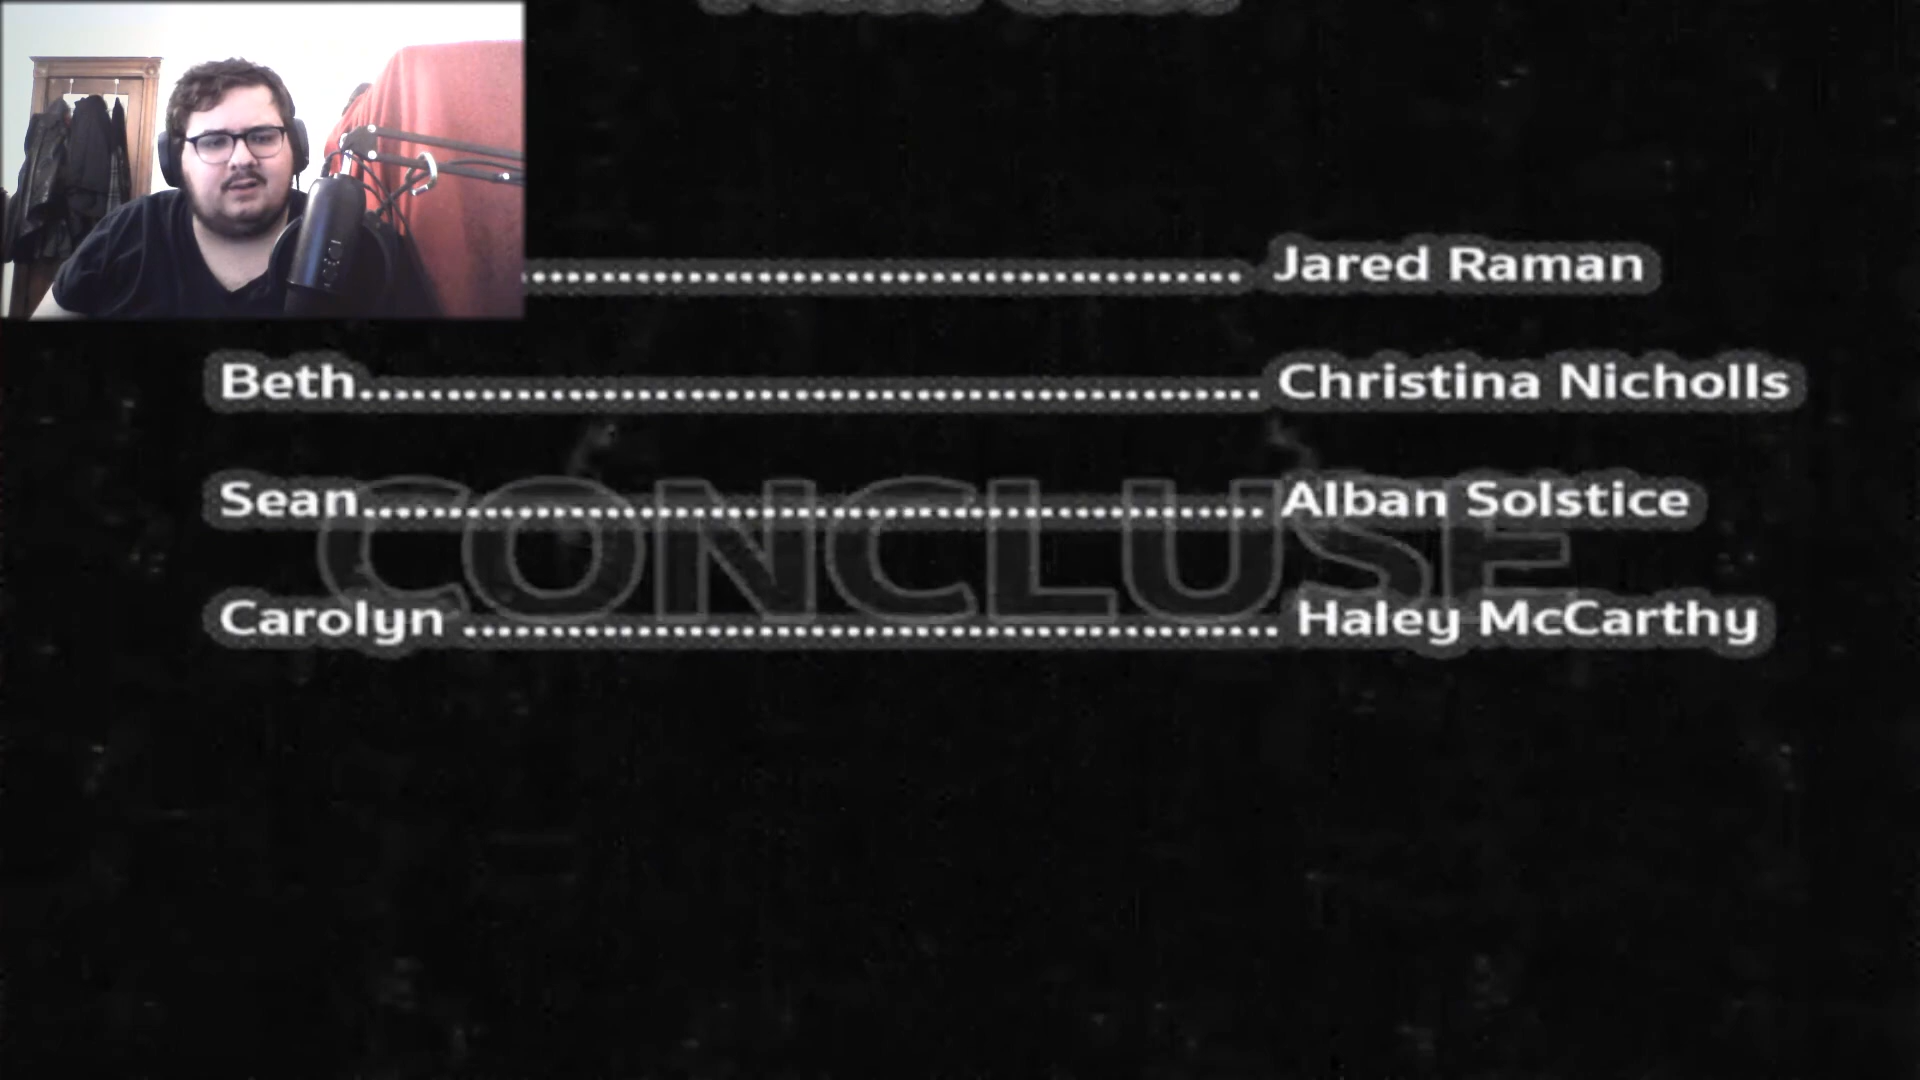 .................................................. Jared Raman
Beth.............................................................. Christina Nicholls
Sean.............................................................. Alban Solstice
CONCLUSE
Carolyn ........................................................ Haley McCarthy